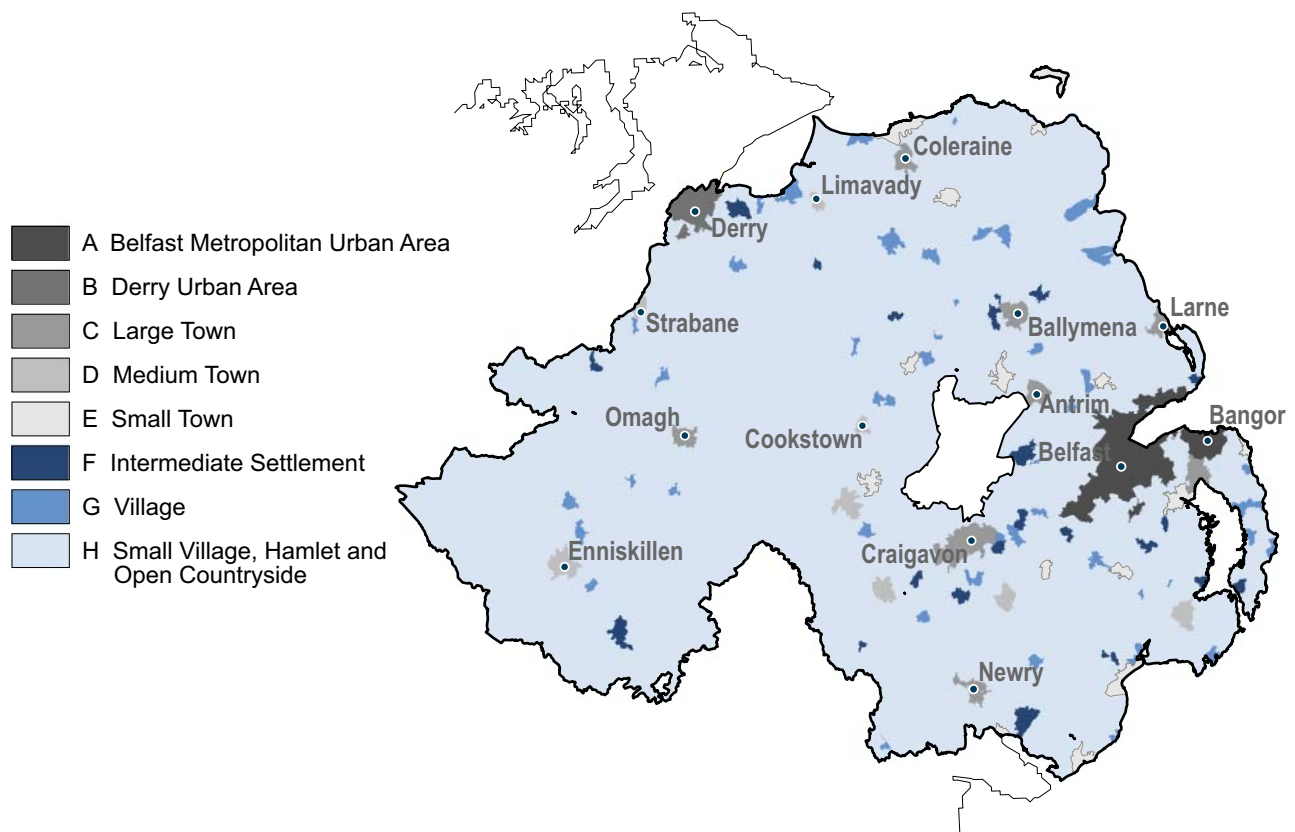 A Belfast Metropolitan Urban Area
B Derry Urban Area
C Large Town
D Medium Town
E Small Town
F Intermediate Settlement
G Village
H Small Village, Hamlet and
Open Countryside
Coleraine
Limavady
Derry
Strabane
Ballymena
Larne
Antrim
Omagh
Cookstown
Bangor
Belfast
Enniskillen
Craigavon
Newry